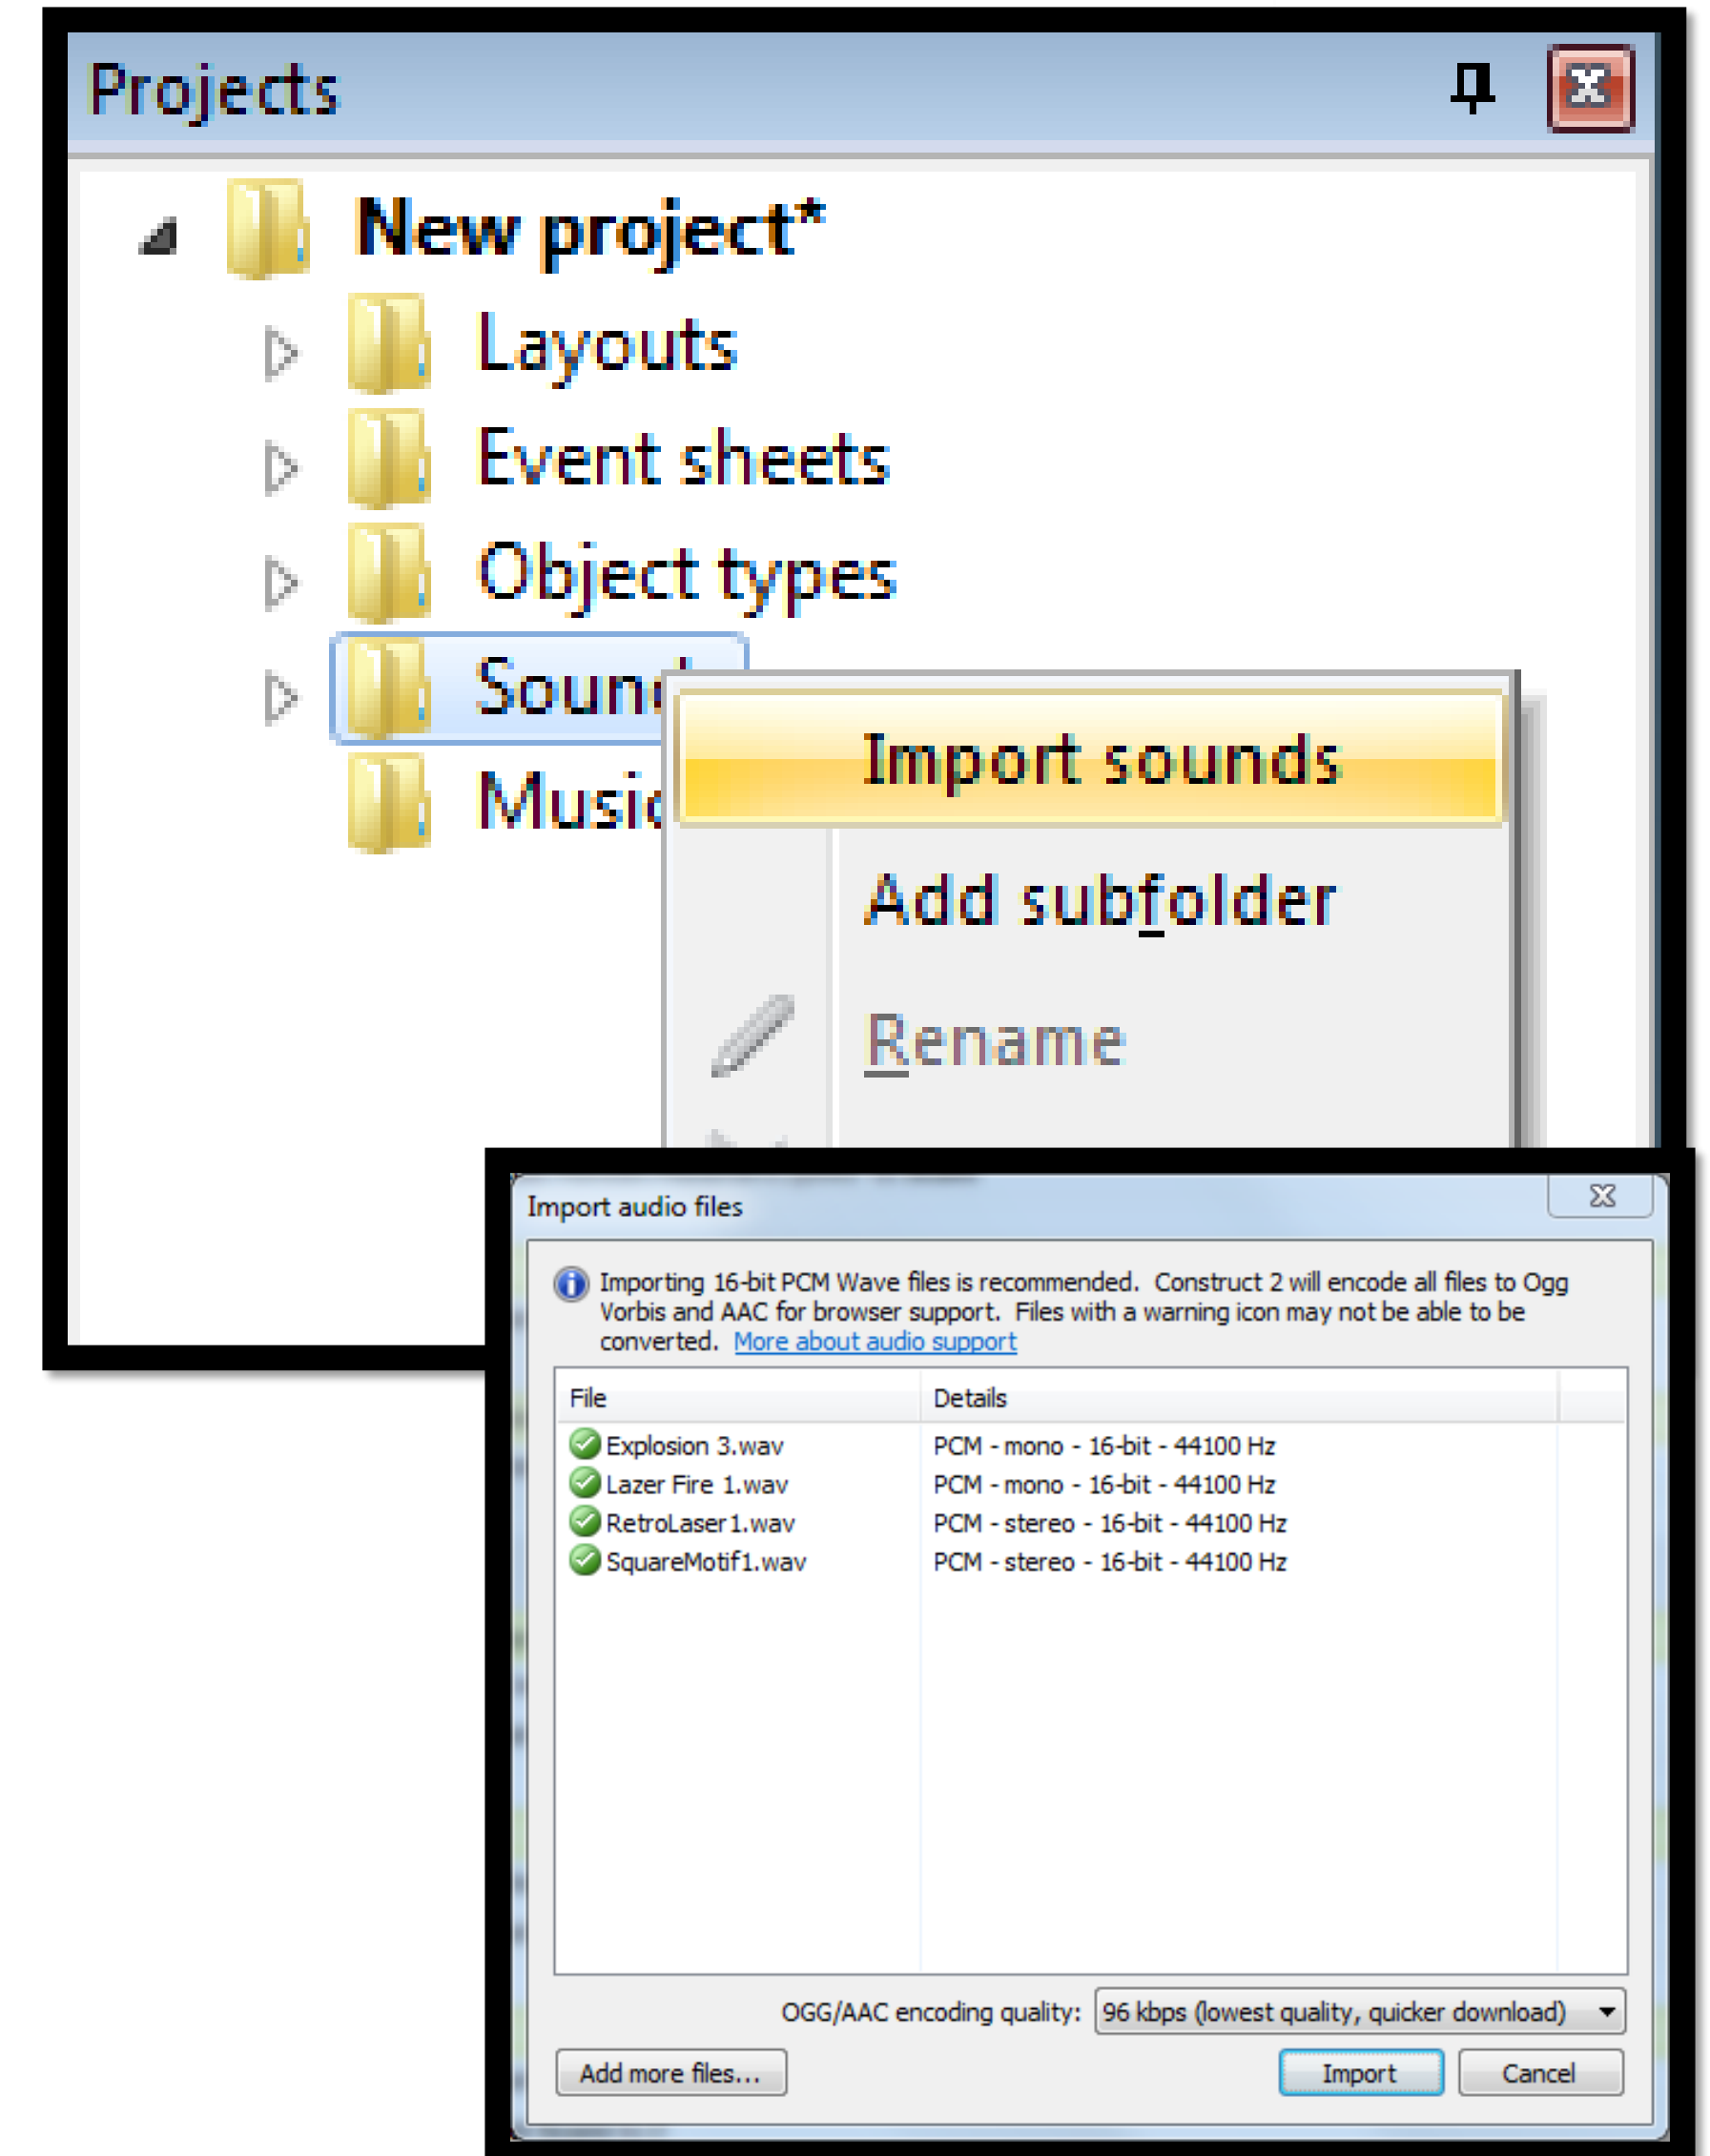 Projects
New project*
Layouts
Event sheets
Object types
Import sounds
Add subfolder
Rename
Import audio files
Importing 16-bit PCM Wave files is recommended. Construct 2 will encode all files to Ogg
Vorbis and AAC for browser support. Files with a warning icon may not be able to be
converted. More about audio support
File Details
Explosion 3.wav PCM - mono - 16-bit - 44100 Hz
Lazer Fire 1.wav PCM - mono - 16-bit - 44100 Hz
RetroLaser1.wav PCM - stereo - 16-bit - 44100 Hz
SquareMotif1.wav PCM - stereo - 16-bit - 44100 Hz
OGG/AAC encoding quality: 96 kbps (lowest quality, quicker download)
Add more files... Import Cancel